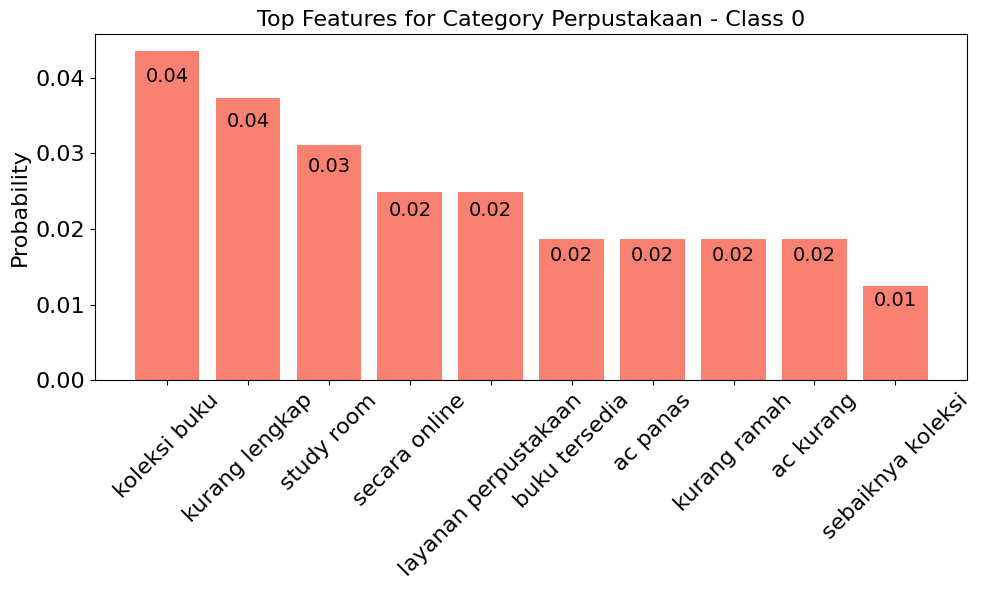 Top Features for Category Perpustakaan - Class 0
Probability
0.04
0.03
0.02
0.01
0.00
0.04
0.04
0.03
0.02
0.02
0.02
0.02
0.02
0.02
0.01
koleksi buku
kurang lengkap
study room
secara online
layanan perpustakaan
buku tersedia
ac panas
kurang ramah
ac kurang
sebaiknya koleksi